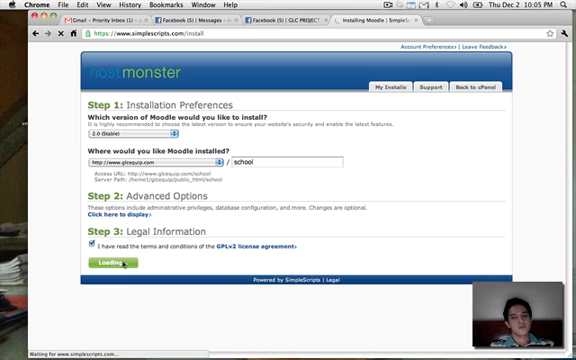 Chrome File Edit View History Bookmarks Window Help Thu Dec 2 10:05 PM
Gmail – Priority Inbox Facebook (5) | Messages – Facebook (5) | GLC PROJECT Installing Moodle | SimpleS
https://www.simplescripts.com/install
Account Preferences> | Leave Feedback>
hostmonster
My Installs Support Back to cPanel
Step 1: Installation Preferences
Which version of Moodle would you like to install?
It is highly recommended to choose the latest version to ensure your website's security and enable the latest features.
2.0 (Stable)
Where would you like Moodle installed?
http://www.glcequip.com / school
Access URL: http://www.glcequip.com/school
Server Path: /home1/glcequip/public_html/school
Step 2: Advanced Options
These options include administrative privileges, database configuration, and more. Changes are optional.
Click here to display>
Step 3: Legal Information
I have read the terms and conditions of the GPLv2 license agreement>
Loading
Powered by SimpleScripts | Legal
Waiting for www.simplescripts.com